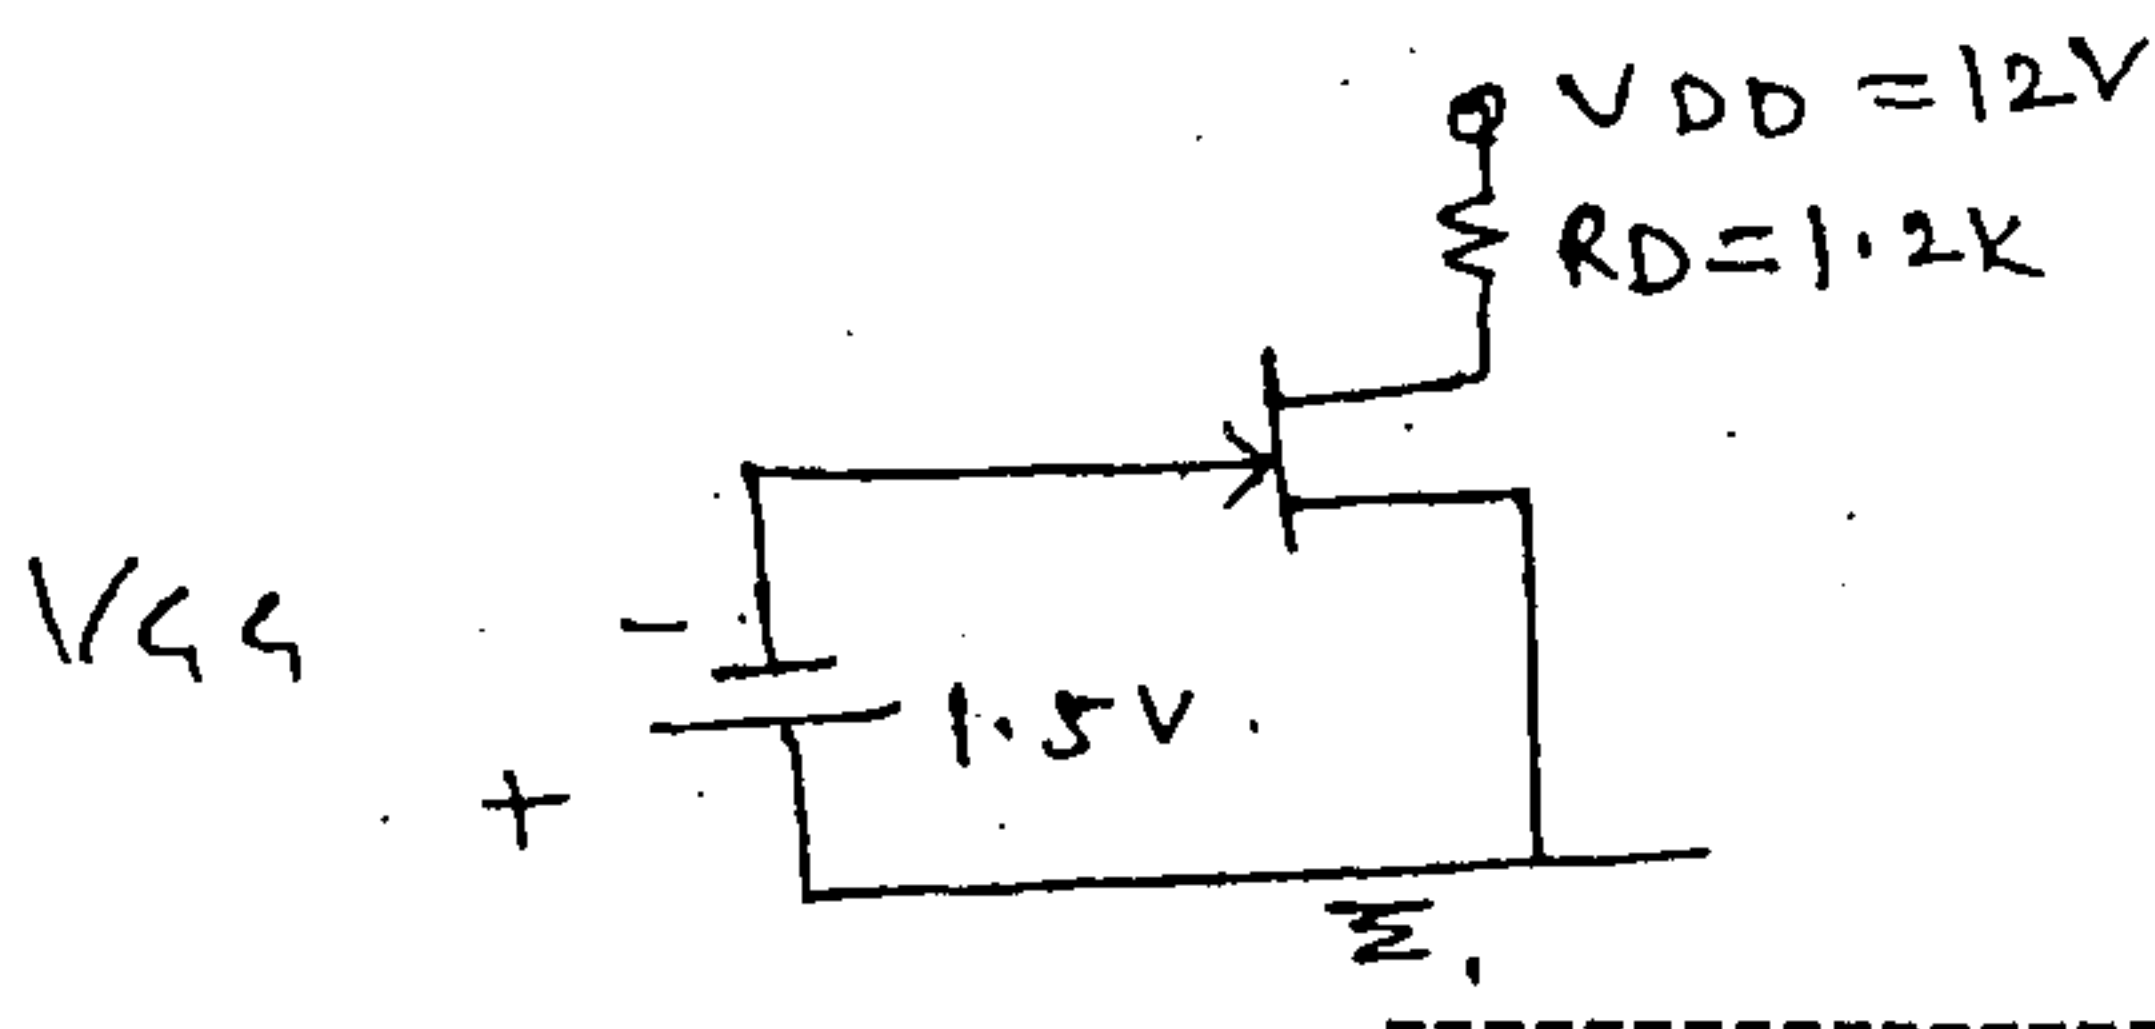 VDD = 12V
RD = 1.2K
VGG
-
1.5V.
+